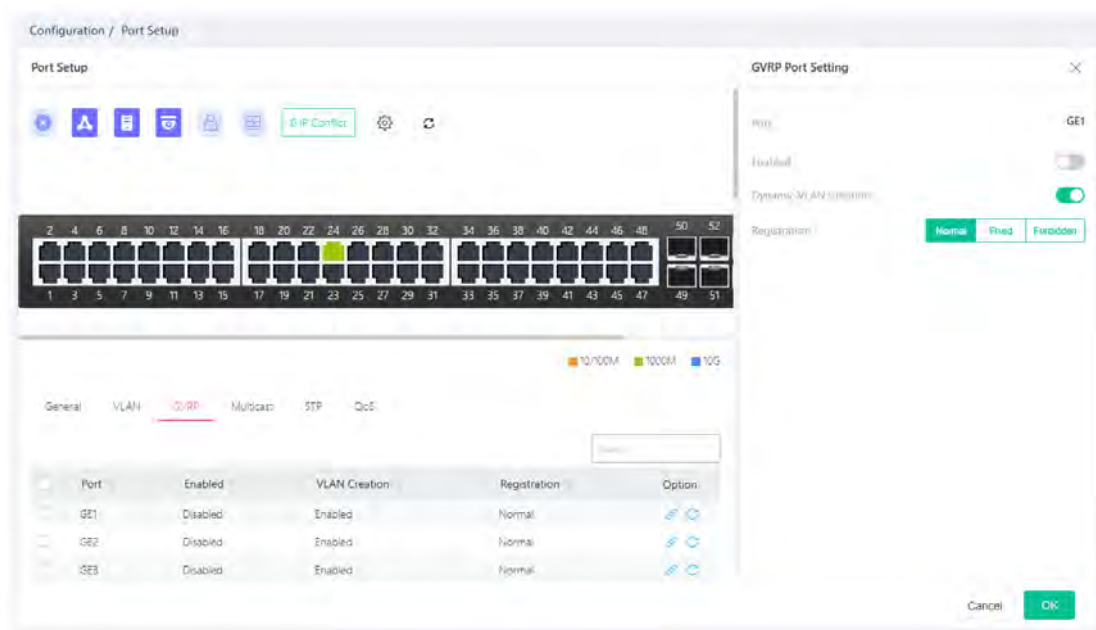 Configuration / Port Setup
Port Setup
0 IP Conflict
2 4 6 8 10 12 14 16 18 20 22 24 26 28 30 32 34 36 38 40 42 44 46 48 50 52
1 3 5 7 9 11 13 15 17 19 21 23 25 27 29 31 33 35 37 39 41 43 45 47 49 51
10/100M 1000M 10G
General VLAN GVRP Multicast STP QoS
Port Enabled VLAN Creation Registration Option
GE1 Disabled Enabled Normal
GE2 Disabled Enabled Normal
GE3 Disabled Enabled Normal
GVRP Port Setting
Port GE1
Enabled
Dynamic VLAN Creation
Registration Normal Fixed Forbidden
Cancel OK